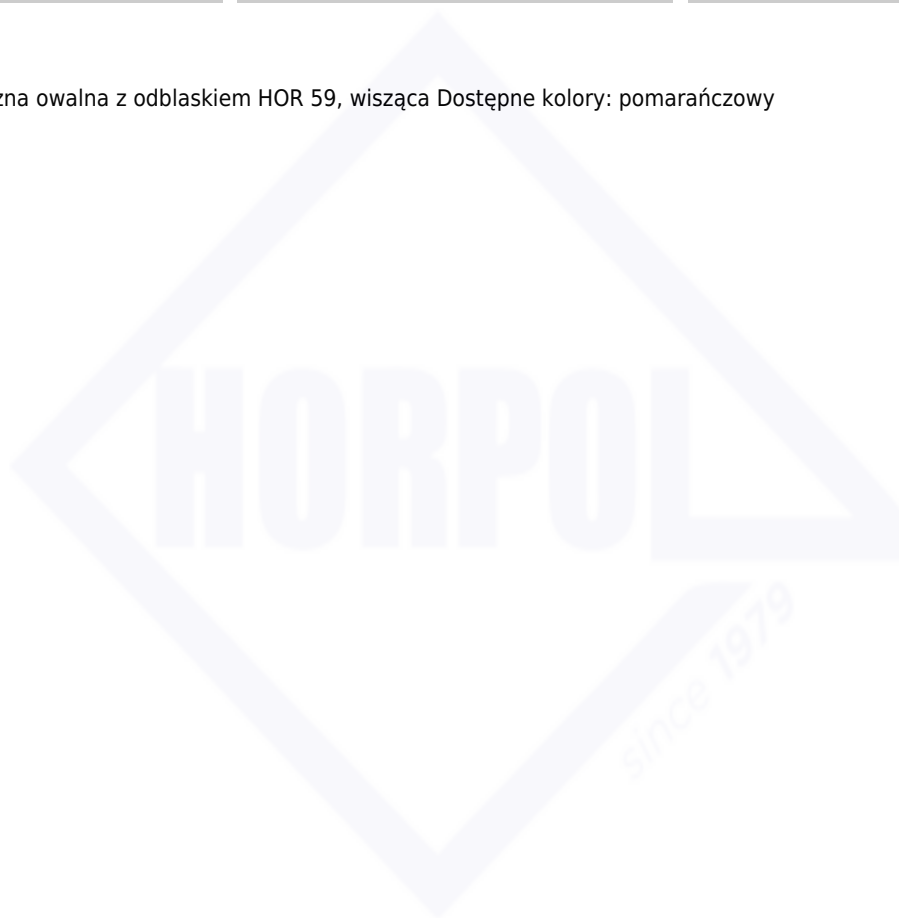 zna owalna z odblaskiem HOR 59, wisząca Dostępne kolory: pomarańczowy
HORPOL
since 1979